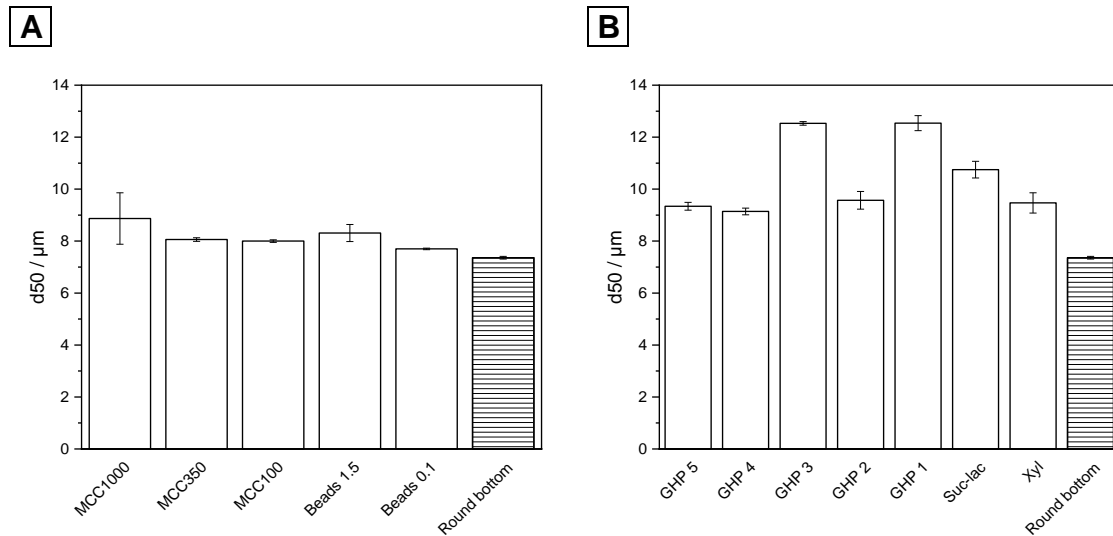 A
B
14
12
10
8
6
4
2
0
d50 / µm
MCC1000
MCC350
MCC100
Beads 1.5
Beads 0.1
Round bottom
14
12
10
8
6
4
2
0
d50 / µm
GHP 5
GHP 4
GHP 3
GHP 2
GHP 1
Suc-lac
Xyl
Round bottom